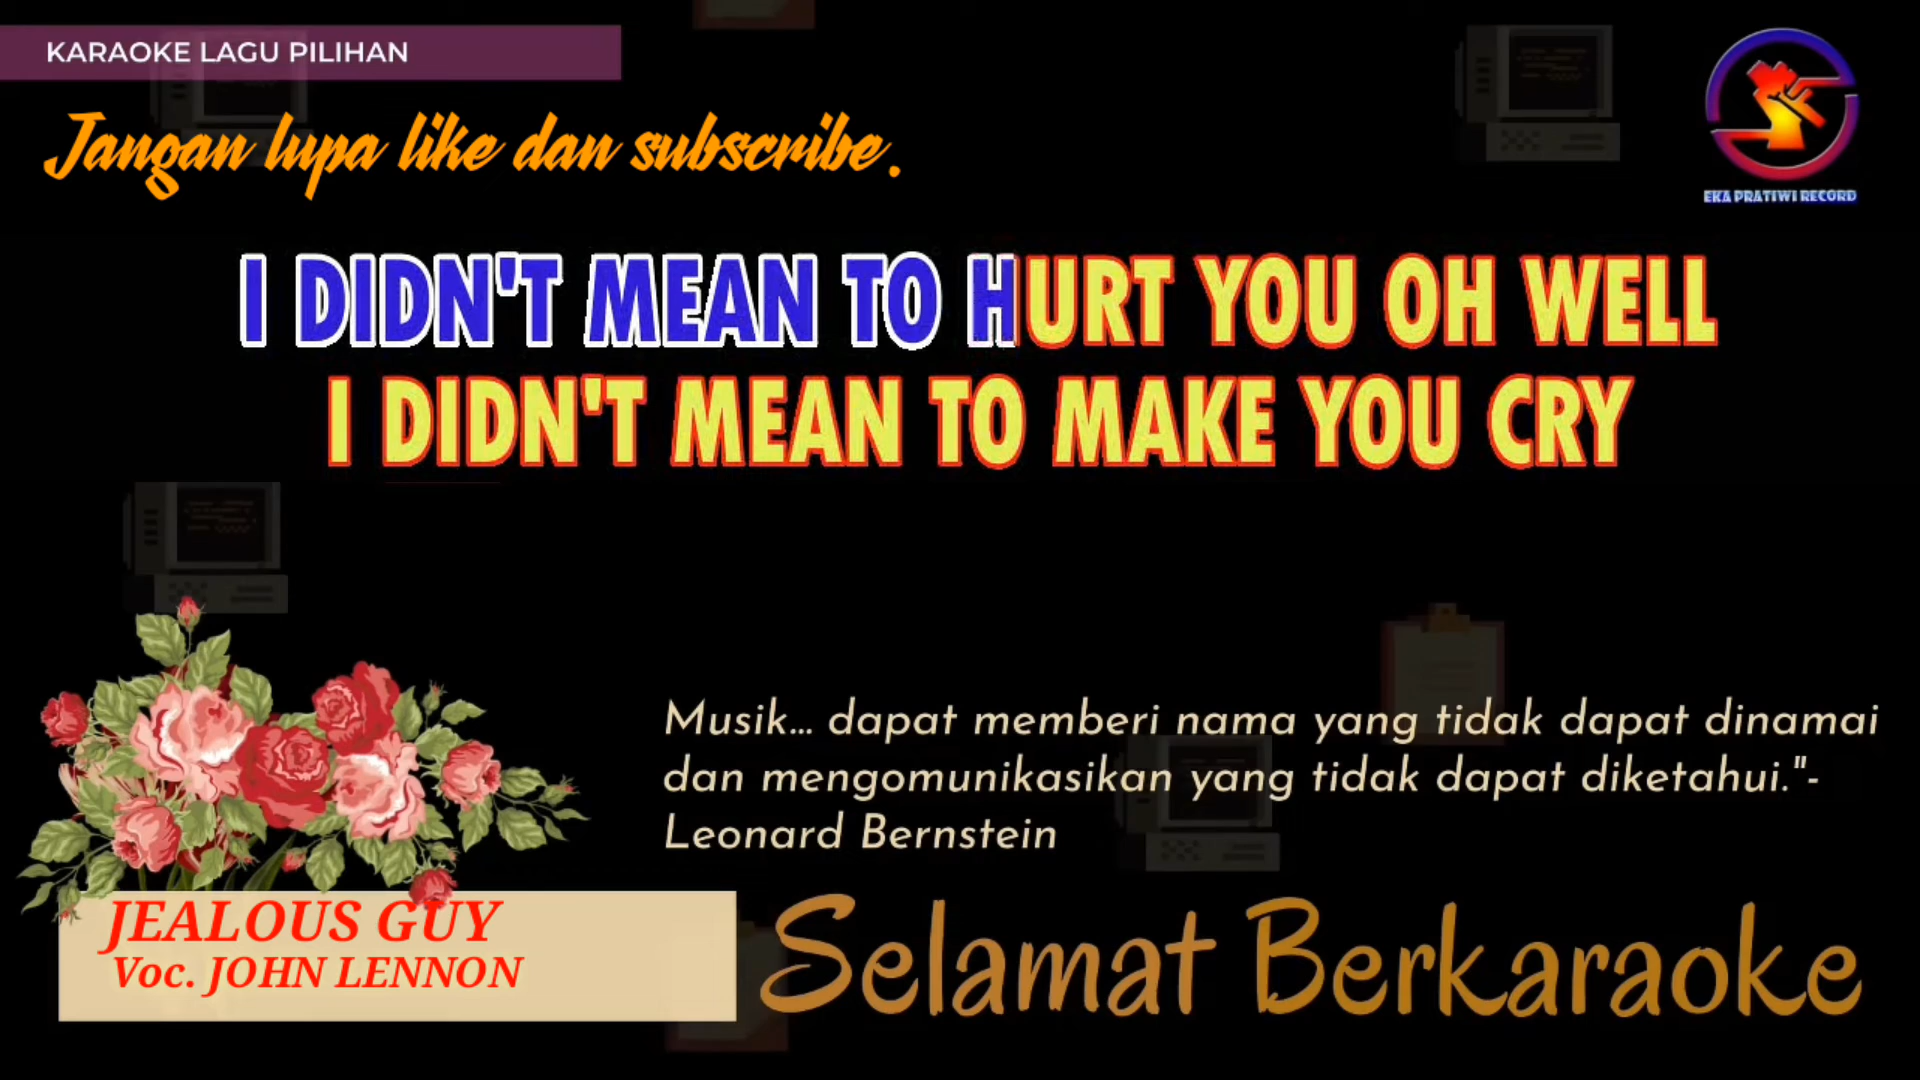 KARAOKE LAGU PILIHAN
Jangan lupa like dan subscribe.
EKA PRATIWI RECORD
I DIDN'T MEAN TO HURT YOU OH WELL
I DIDN'T MEAN TO MAKE YOU CRY
Musik... dapat memberi nama yang tidak dapat dinamai
dan mengomunikasikan yang tidak dapat diketahui."-
Leonard Bernstein
JEALOUS GUY
Voc. JOHN LENNON
Selamat Berkaraoke